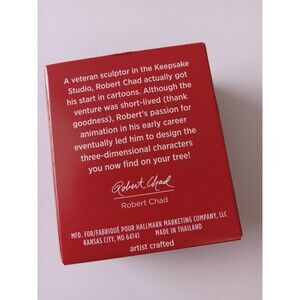 A veteran sculptor in the Keepsake
Studio, Robert Chad actually got
his start in cartoons. Although the
venture was short-lived (thank
goodness), Robert's passion for
animation in his early career
eventually led him to design the
three-dimensional characters
you now find on your tree!
Robert Chad
Robert Chad
MFD. FOR/FABRIQUÉ POUR HALLMARK MARKETING COMPANY, LLC
KANSAS CITY, MO 64141 MADE IN THAILAND
artist crafted